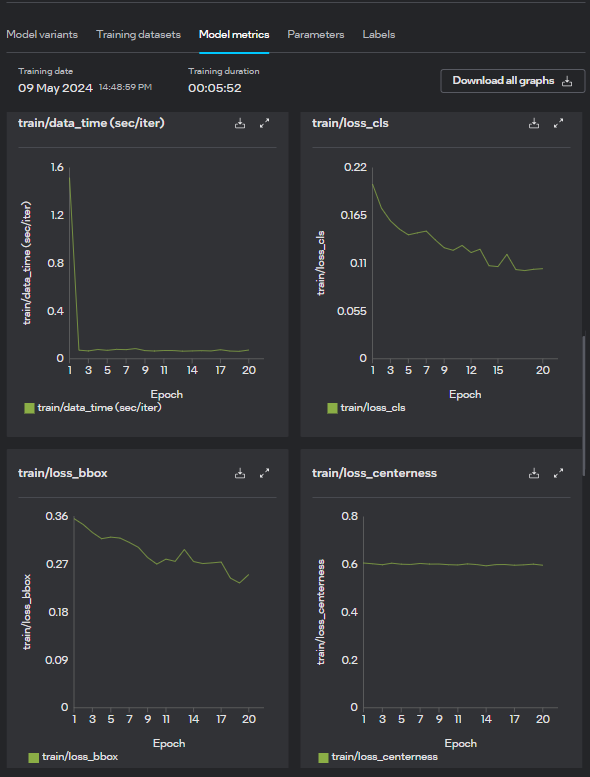 Model variants Training datasets Model metrics Parameters Labels
Training date Training duration
09 May 2024 14:48:59 PM 00:05:52 Download all graphs
train/data_time (sec/iter)
train/data_time (sec/iter)
1.6
1.2
0.8
0.4
0
1 3 5 7 9 11 14 17 20
Epoch
train/data_time (sec/iter)
train/loss_cls
train/loss_cls
0.22
0.165
0.11
0.055
0
1 3 5 7 9 12 15 20
Epoch
train/loss_cls
train/loss_bbox
train/loss_bbox
0.36
0.27
0.18
0.09
0
1 3 5 7 9 11 14 17 20
Epoch
train/loss_bbox
train/loss_centerness
train/loss_centerness
0.8
0.6
0.4
0.2
0
1 3 5 7 9 11 14 17 20
Epoch
train/loss_centerness